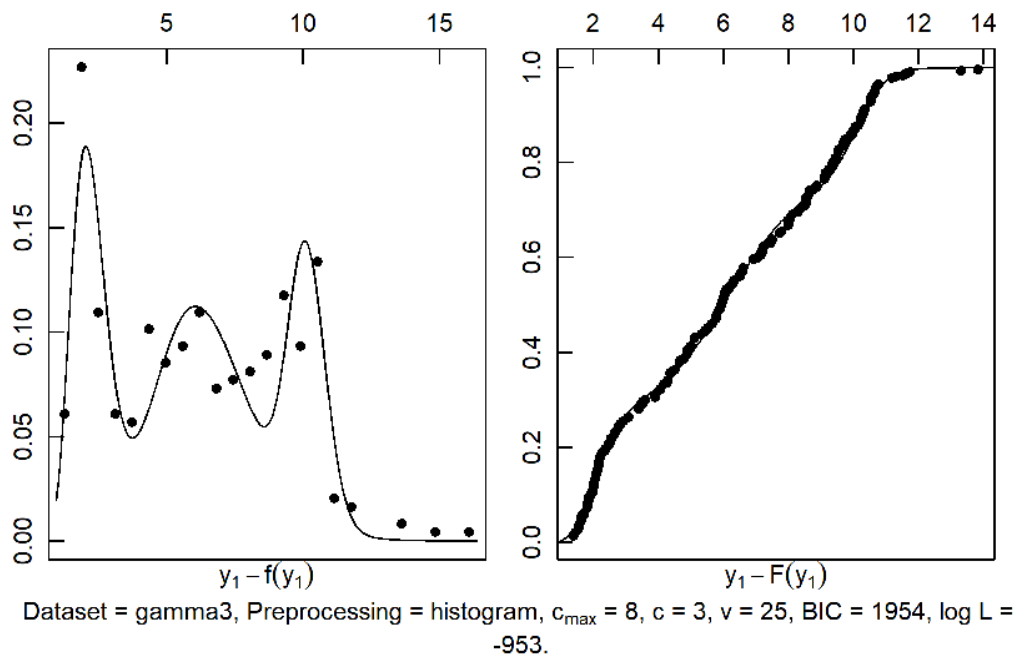 5 10 15
2 4 6 8 10 12 14
0.20
0.15
0.10
0.05
0.00
1.0
0.8
0.6
0.4
0.2
0.0
y₁ − f(y₁)
y₁ − F(y₁)
Dataset = gamma3, Preprocessing = histogram, cₘₐₓ = 8, c = 3, v = 25, BIC = 1954, log L =
-953.